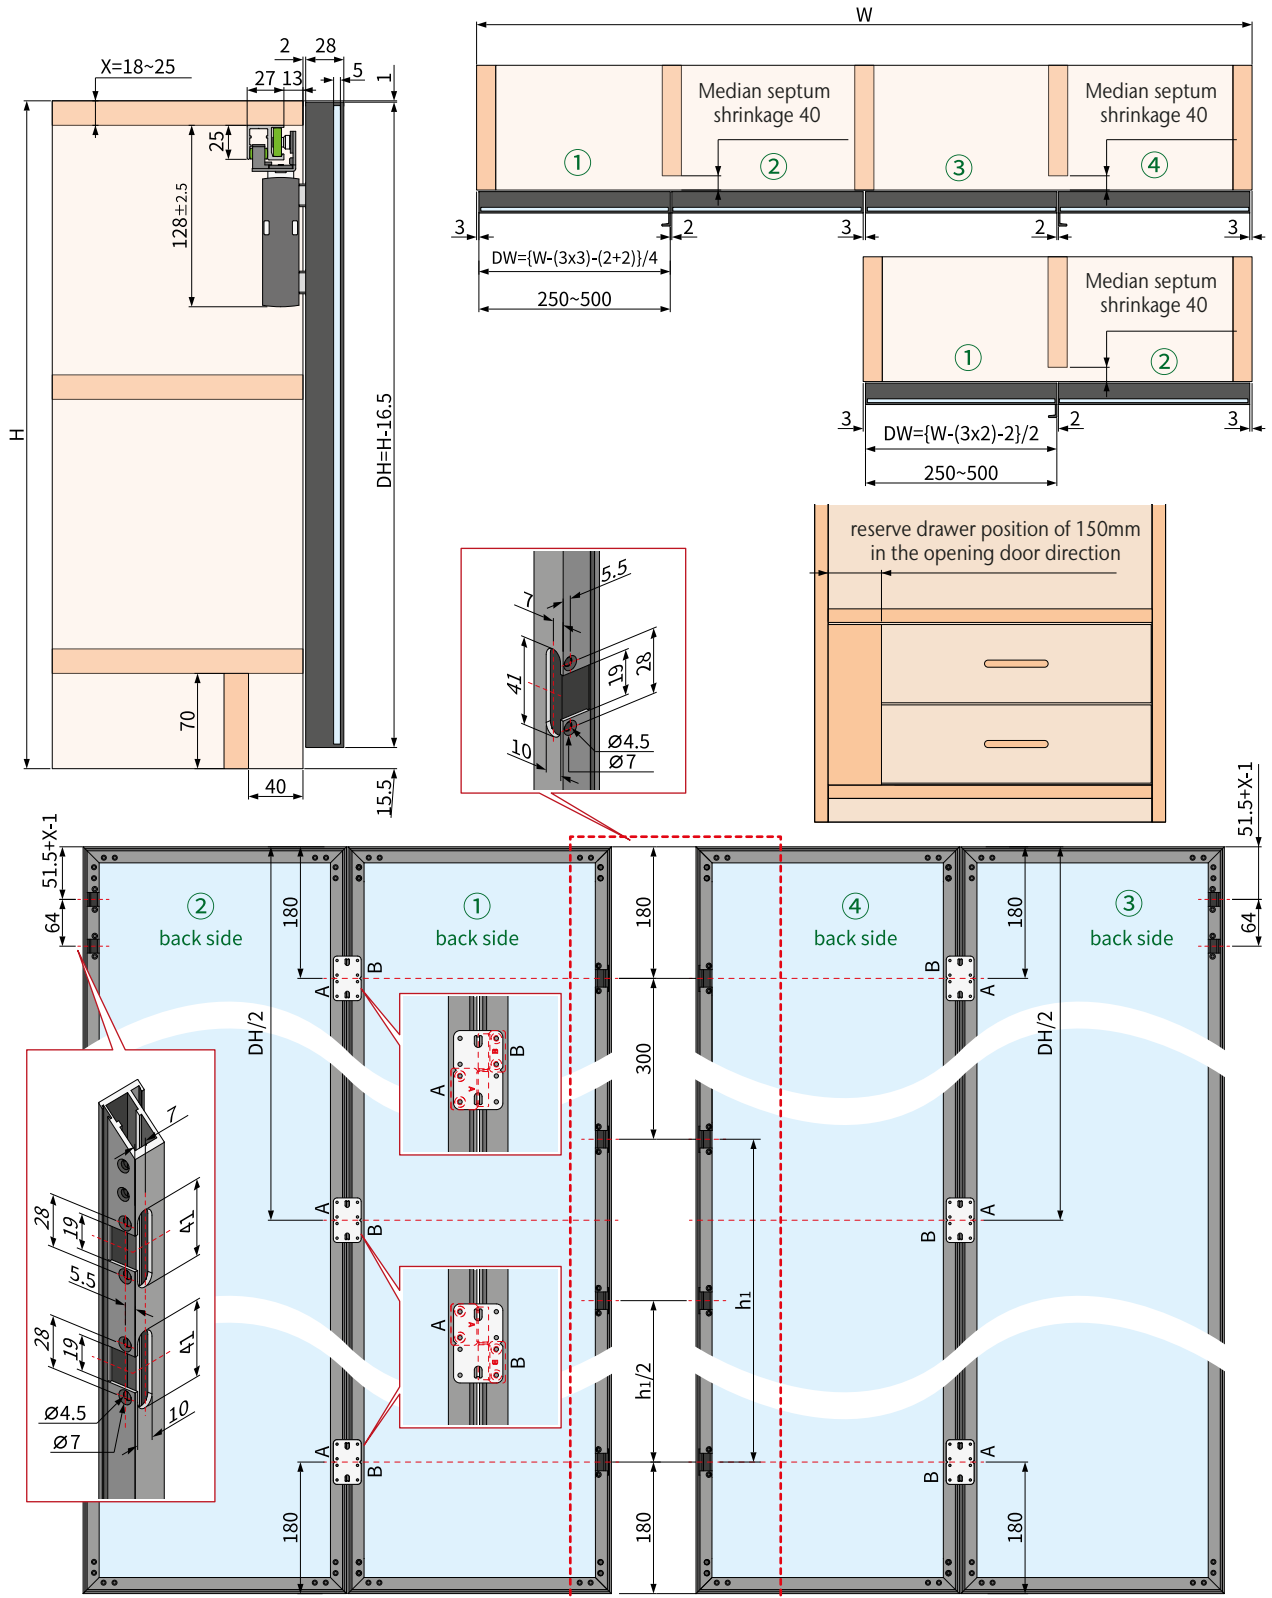 X=18~25
2
28
27
13
5
1
25
128±2.5
H
DH=H-16.5
70
40
15.5
W
Median septum
shrinkage 40
Median septum
shrinkage 40
①
②
③
④
3
2
3
2
3
DW={W-(3x3)-(2+2)}/4
250~500
Median septum
shrinkage 40
①
②
3
2
3
DW={W-(3x2)-2}/2
250~500
reserve drawer position of 150mm
in the opening door direction
5.5
7
41
19
28
10
Ø4.5
Ø7
51.5+X-1
64
②
back side
180
DH/2
①
back side
180
300
h1
h1/2
180
④
back side
180
DH/2
③
back side
51.5+X-1
64
B
A
B
A
A
B
A
B
A
B
A
B
B
A
A
B
A
B
A
B
A
B
A
B
7
28
19
41
5.5
28
19
41
Ø4.5
Ø7
10
180
180